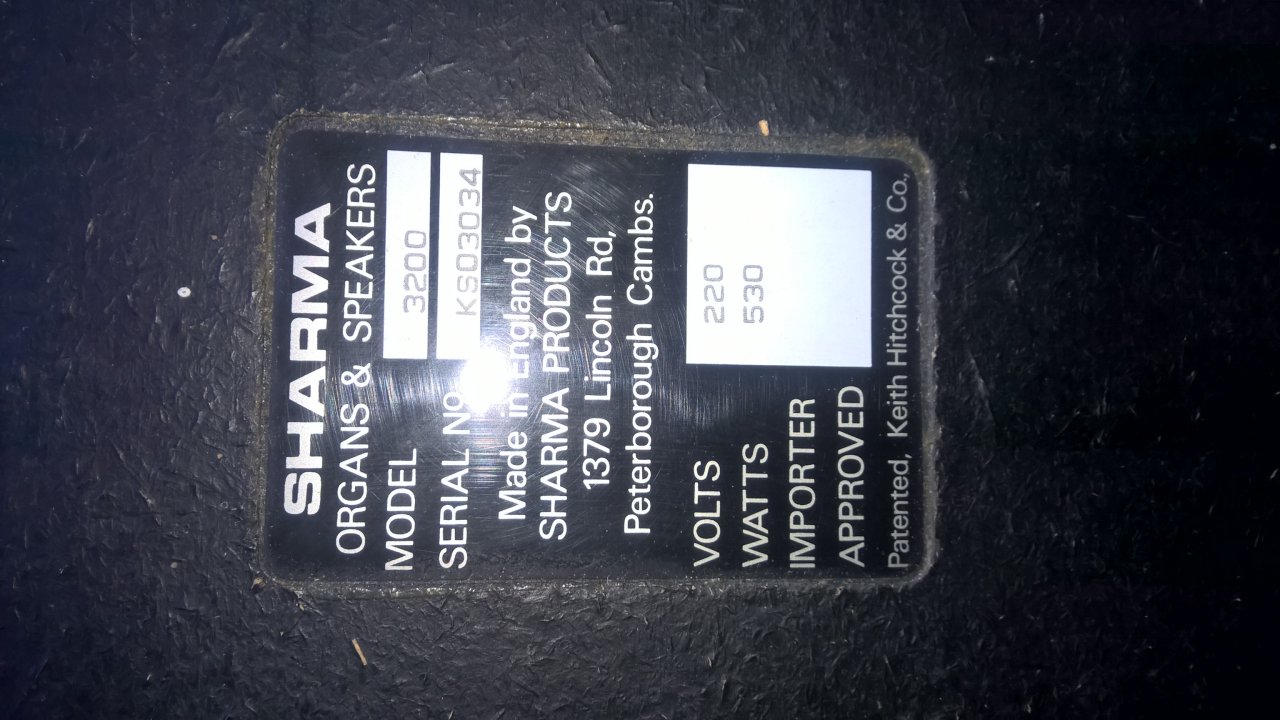 SHARMA
ORGANS & SPEAKERS
MODEL 3200
SERIAL No. KS03034
Made in England by
SHARMA PRODUCTS
1379 Lincoln Rd,
Peterborough Cambs.
VOLTS 220
WATTS 530
IMPORTER
APPROVED
Patented, Keith Hitchcock & Co.,